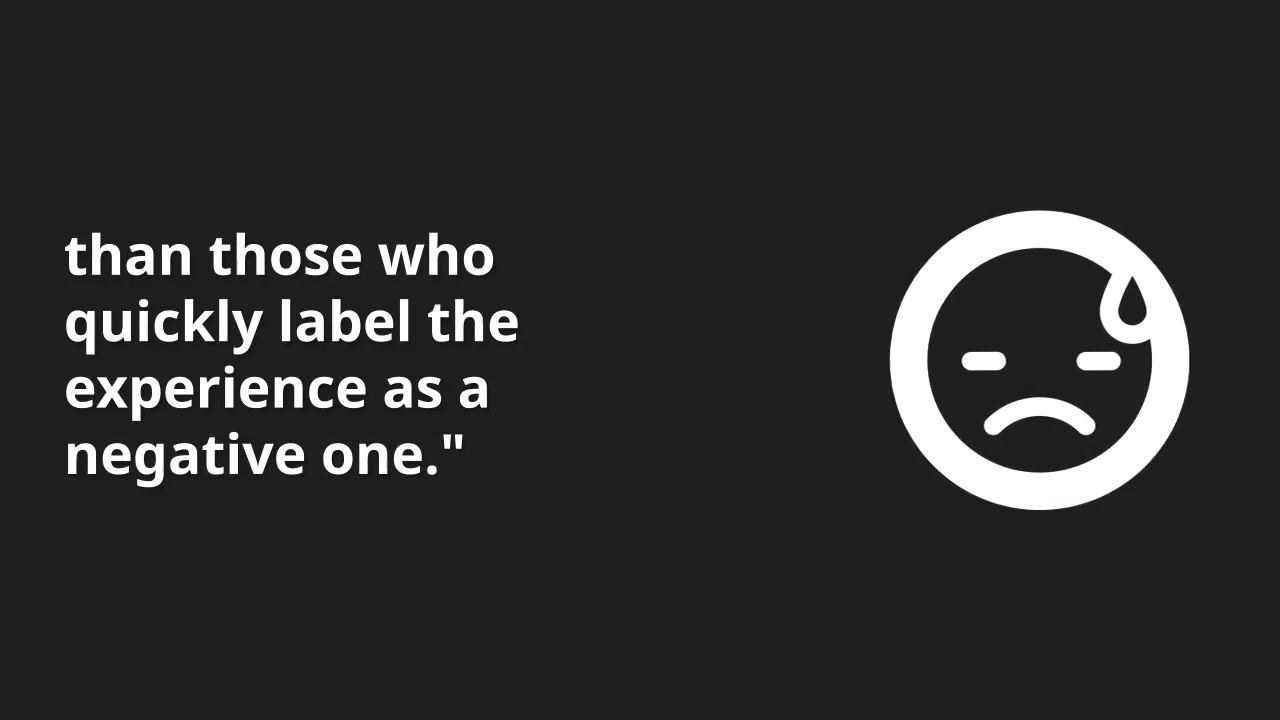 than those who
quickly label the
experience as a
negative one."